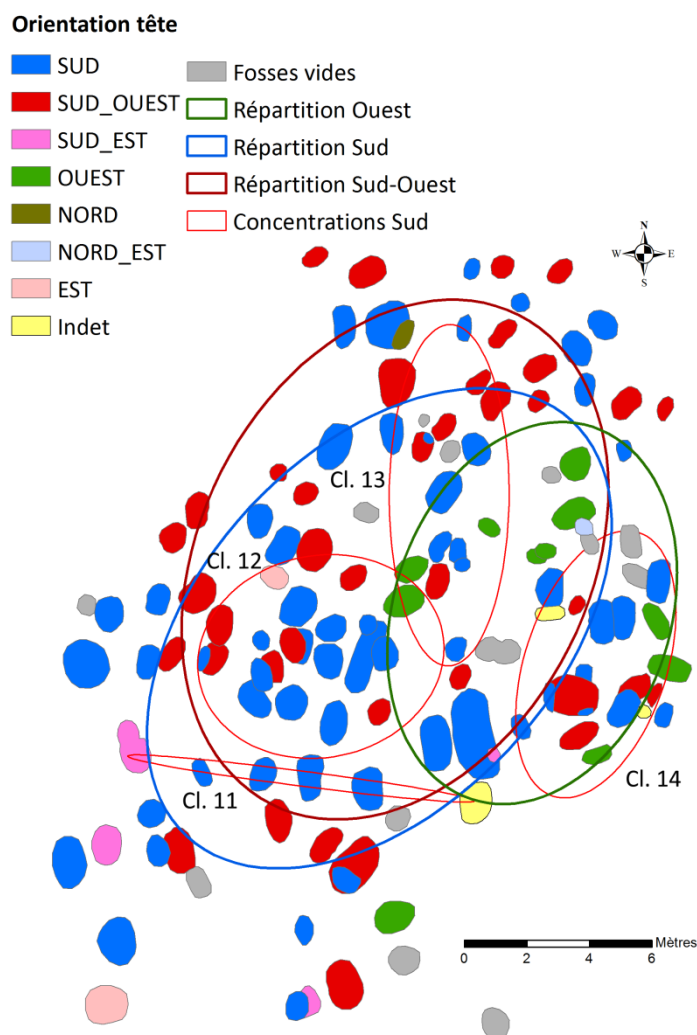 Orientation tête
SUD
SUD_OUEST
SUD_EST
OUEST
NORD
NORD_EST
EST
Indet
Fosses vides
Répartition Ouest
Répartition Sud
Répartition Sud-Ouest
Concentrations Sud
N
W E
S
Cl. 13
Cl. 12
Cl. 14
Cl. 11
Mètres
0 2 4 6